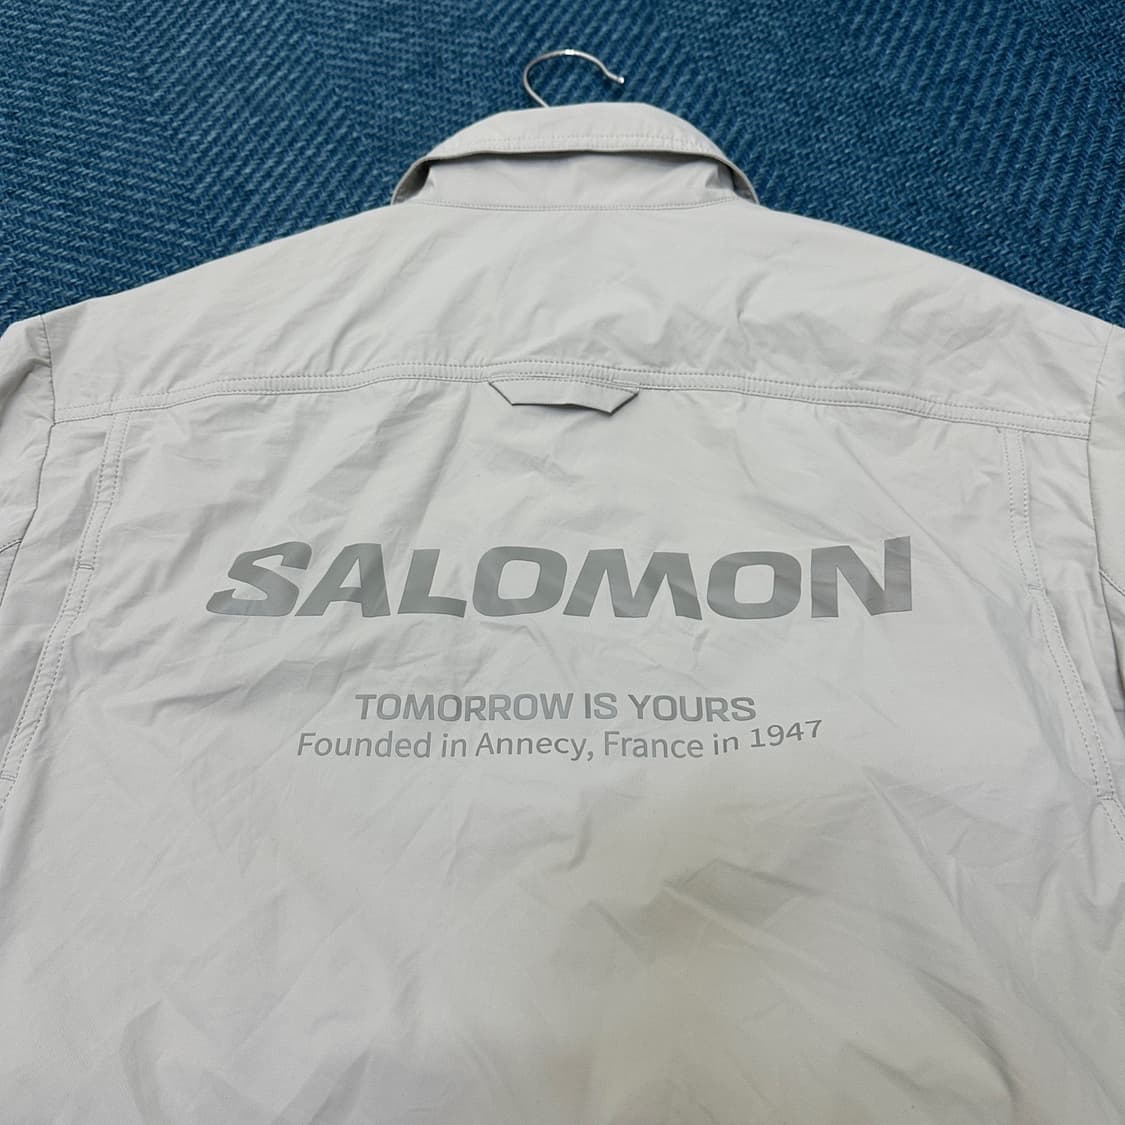 SALOMON
TOMORROW IS YOURS
Founded in Annecy, France in 1947